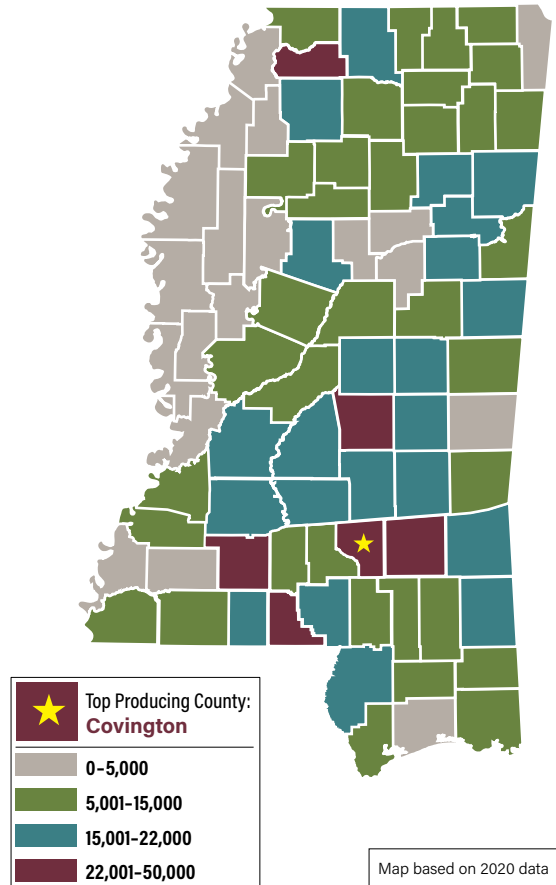 Top Producing County:
Covington
0–5,000
5,001–15,000
15,001–22,000
22,001–50,000
Map based on 2020 data